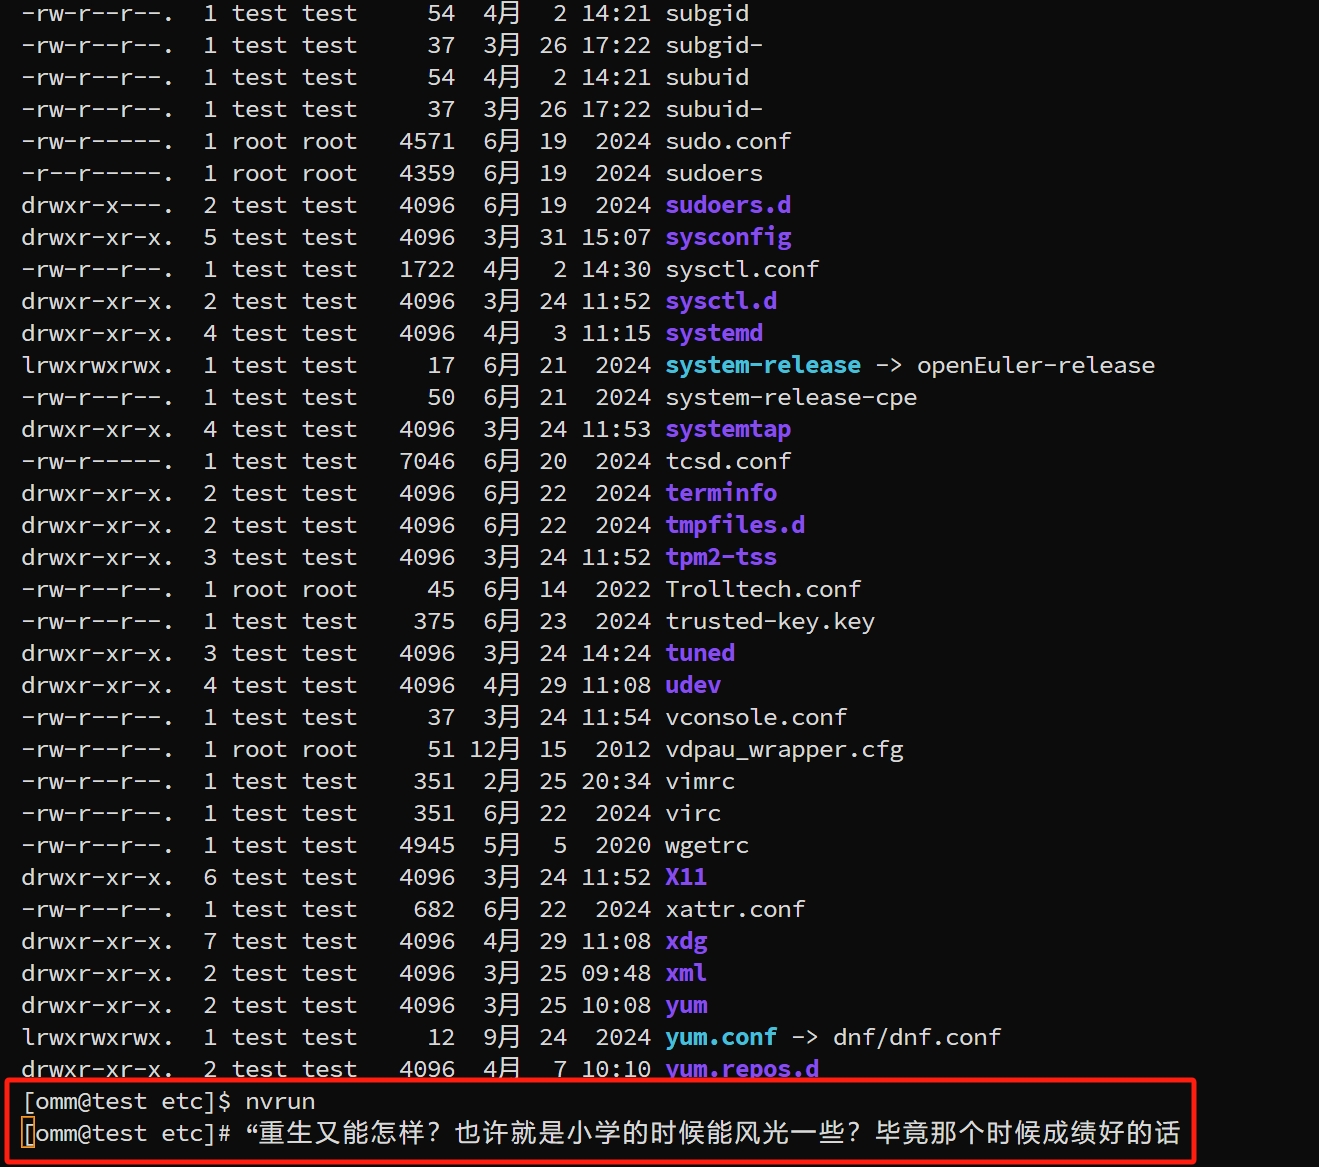 -rw-r--r--. 1 test test 54 4月 2 14:21 subgid
-rw-r--r--. 1 test test 37 3月 26 17:22 subgid-
-rw-r--r--. 1 test test 54 4月 2 14:21 subuid
-rw-r--r--. 1 test test 37 3月 26 17:22 subuid-
-rw-r-----. 1 root root 4571 6月 19 2024 sudo.conf
-r--r-----. 1 root root 4359 6月 19 2024 sudoers
drwxr-x---. 2 test test 4096 6月 19 2024 sudoers.d
drwxr-xr-x. 5 test test 4096 3月 31 15:07 sysconfig
-rw-r--r--. 1 test test 1722 4月 2 14:30 sysctl.conf
drwxr-xr-x. 2 test test 4096 3月 24 11:52 sysctl.d
drwxr-xr-x. 4 test test 4096 4月 3 11:15 systemd
lrwxrwxrwx. 1 test test 17 6月 21 2024 system-release -> openEuler-release
-rw-r--r--. 1 test test 50 6月 21 2024 system-release-cpe
drwxr-xr-x. 4 test test 4096 3月 24 11:53 systemtap
-rw-r-----. 1 test test 7046 6月 20 2024 tcsd.conf
drwxr-xr-x. 2 test test 4096 6月 22 2024 terminfo
drwxr-xr-x. 2 test test 4096 6月 22 2024 tmpfiles.d
drwxr-xr-x. 3 test test 4096 3月 24 11:52 tpm2-tss
-rw-r--r--. 1 root root 45 6月 14 2022 Trolltech.conf
-rw-r--r--. 1 test test 375 6月 23 2024 trusted-key.key
drwxr-xr-x. 3 test test 4096 3月 24 14:24 tuned
drwxr-xr-x. 4 test test 4096 4月 29 11:08 udev
-rw-r--r--. 1 test test 37 3月 24 11:54 vconsole.conf
-rw-r--r--. 1 root root 51 12月 15 2012 vdpau_wrapper.cfg
-rw-r--r--. 1 test test 351 2月 25 20:34 vimrc
-rw-r--r--. 1 test test 351 6月 22 2024 virc
-rw-r--r--. 1 test test 4945 5月 5 2020 wgetrc
drwxr-xr-x. 6 test test 4096 3月 24 11:52 X11
-rw-r--r--. 1 test test 682 6月 22 2024 xattr.conf
drwxr-xr-x. 7 test test 4096 4月 29 11:08 xdg
drwxr-xr-x. 2 test test 4096 3月 25 09:48 xml
drwxr-xr-x. 2 test test 4096 3月 25 10:08 yum
lrwxrwxrwx. 1 test test 12 9月 24 2024 yum.conf -> dnf/dnf.conf
drwxr-xr-x. 2 test test 4096 4月 7 10:10 yum.repos.d
[omm@test etc]$ nvrun
[omm@test etc]# “重生又能怎样？也许就是小学的时候能风光一些？毕竟那个时候成绩好的话